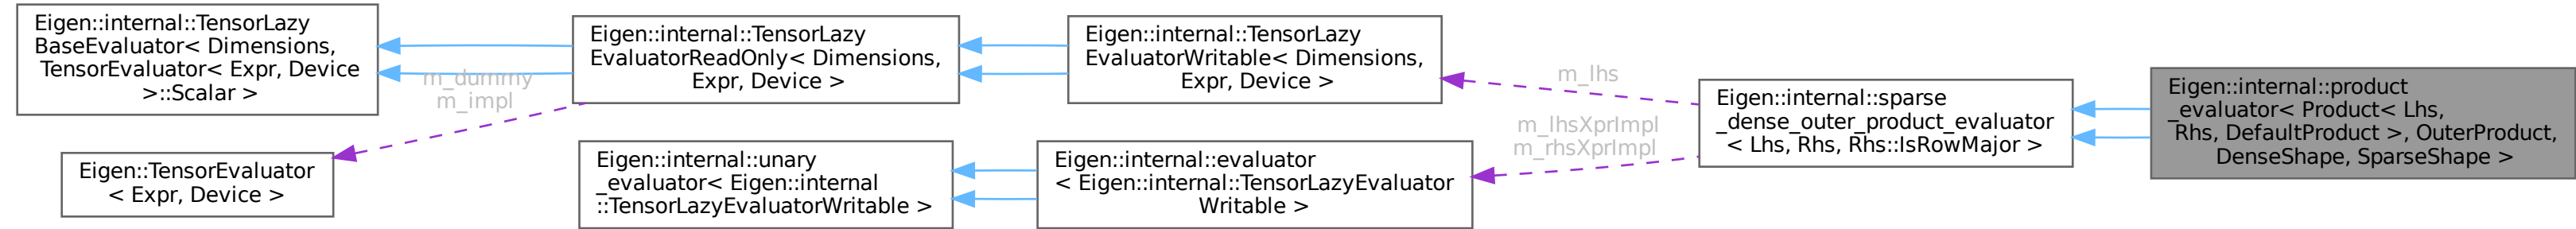 Eigen::internal::TensorLazy
BaseEvaluator< Dimensions,
TensorEvaluator< Expr, Device
>::Scalar >
Eigen::TensorEvaluator
< Expr, Device >
m_dummy
m_impl
Eigen::internal::TensorLazy
EvaluatorReadOnly< Dimensions,
Expr, Device >
Eigen::internal::unary
_evaluator< Eigen::internal
::TensorLazyEvaluatorWritable >
Eigen::internal::TensorLazy
EvaluatorWritable< Dimensions,
Expr, Device >
Eigen::internal::evaluator
< Eigen::internal::TensorLazyEvaluator
Writable >
m_lhs
m_lhsXprImpl
m_rhsXprImpl
Eigen::internal::sparse
_dense_outer_product_evaluator
< Lhs, Rhs, Rhs::IsRowMajor >
Eigen::internal::product
_evaluator< Product< Lhs,
Rhs, DefaultProduct >, OuterProduct,
DenseShape, SparseShape >